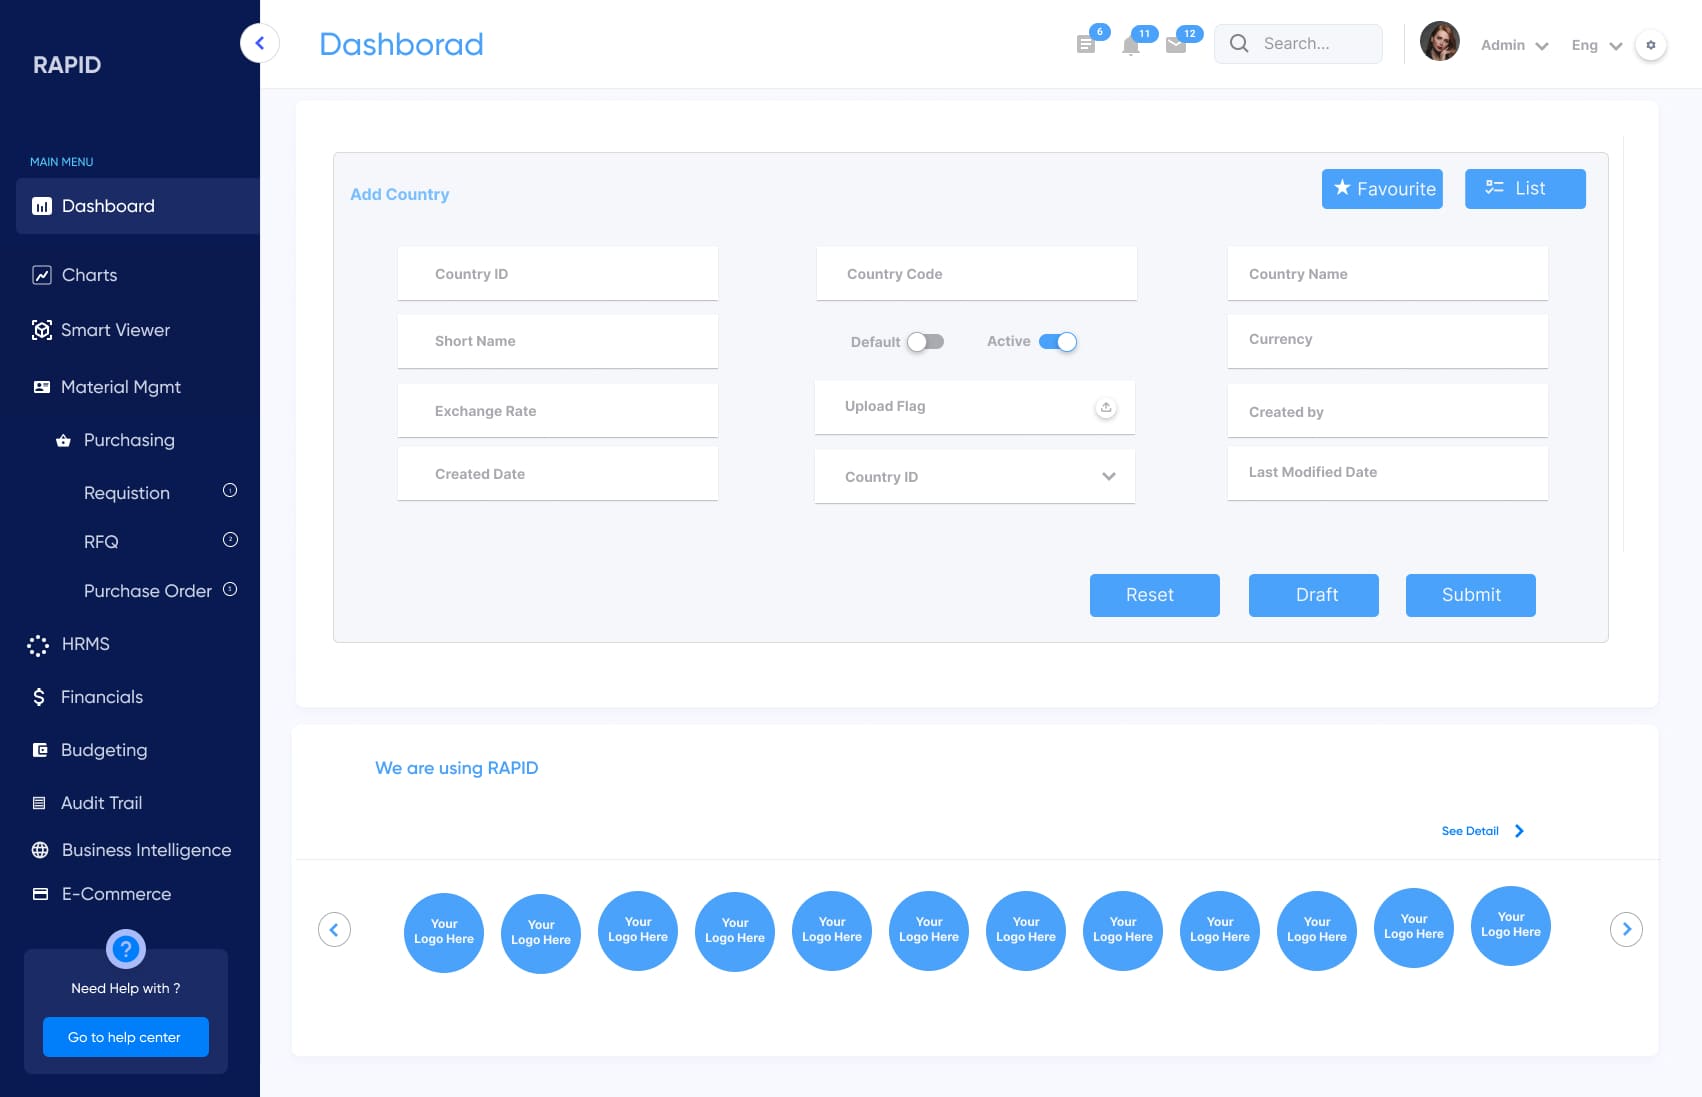 RAPID
MAIN MENU
Dashboard
Charts
Smart Viewer
Material Mgmt
Purchasing
Requistion
RFQ
2
Purchase Order
HRMS
Financials
Budgeting
Audit Trail
Business Intelligence
E-Commerce
?
Need Help with ?
Go to help center
Dashborad
6
11
12
Search...
Admin
Eng
Add Country
Favourite
List
Country ID
Country Code
Country Name
Short Name
Default
Active
Currency
Exchange Rate
Upload Flag
Created by
Created Date
Country ID
Last Modified Date
Reset
Draft
Submit
We are using RAPID
See Detail
Your
Logo Here
Your
Logo Here
Your
Logo Here
Your
Logo Here
Your
Logo Here
Your
Logo Here
Your
Logo Here
Your
Logo Here
Your
Logo Here
Your
Logo Here
Your
Logo Here
Your
Logo Here